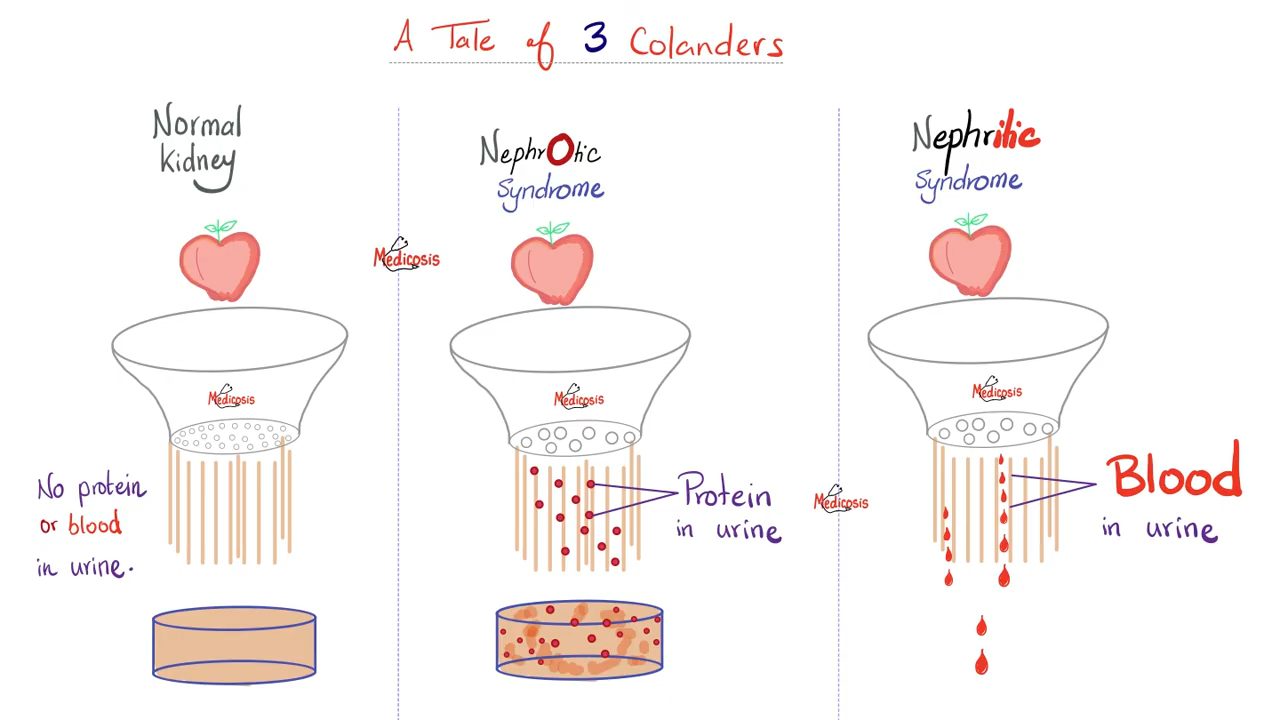 A Tale of 3 Colanders
Normal
kidney
Medicosis
No protein
or blood
in urine.
Medicosis
NephrOtic
Syndrome
Medicosis
Protein
in urine
Medicosis
Nephritic
Syndrome
Medicosis
Blood
in urine